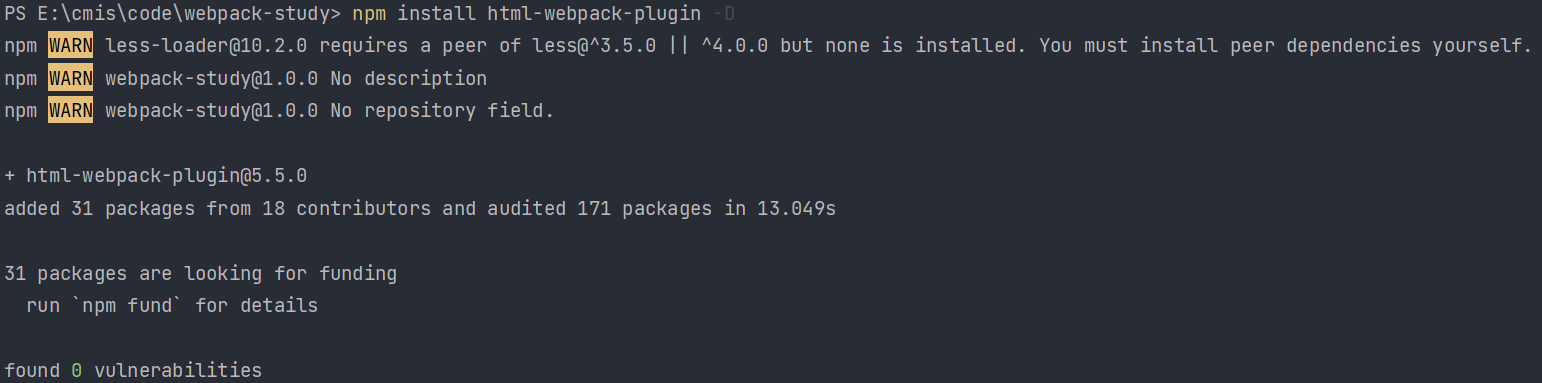 PS E:\cmis\code\webpack-study> npm install html-webpack-plugin -D
npm WARN less-loader@10.2.0 requires a peer of less@^3.5.0 || ^4.0.0 but none is installed. You must install peer dependencies yourself.
npm WARN webpack-study@1.0.0 No description
npm WARN webpack-study@1.0.0 No repository field.
+ html-webpack-plugin@5.5.0
added 31 packages from 18 contributors and audited 171 packages in 13.049s
31 packages are looking for funding
run `npm fund` for details
found 0 vulnerabilities